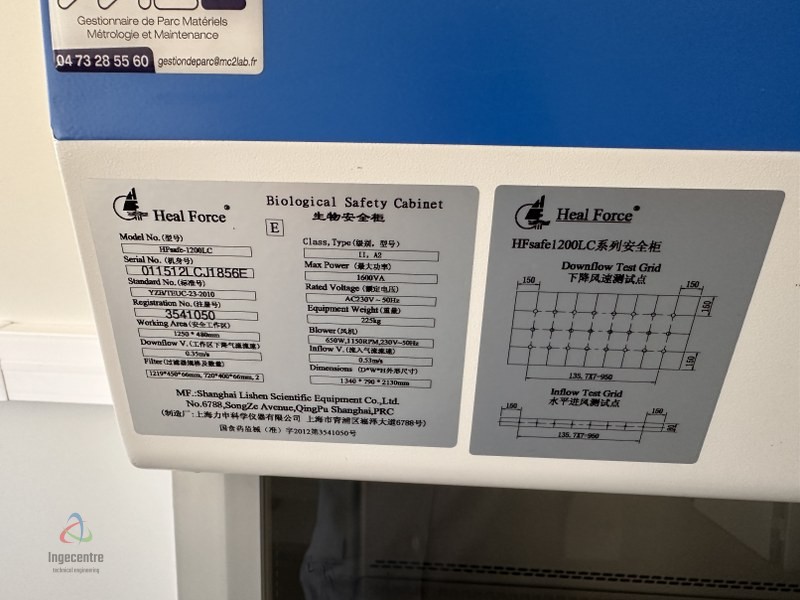 Gestionnaire de Parc Matériels
Métrologie et Maintenance
04 73 28 55 60 gestiondeparc@mc2lab.fr
Heal Force®
Biological Safety Cabinet
生物安全柜
E
Model No.(型号)
HFsafe-1200LC
Serial No.(机身号)
011512LCJ1856E
Standard No.(标准号)
YZB/TEUC-23-2010
Registration No.(注册号)
3541050
Working Area(安全工作区)
1250 * 480mm
Downflow V.(工作区下降气流流速)
0.35m/s
Filter(过滤器规格及数量)
1219*450*66mm, 720*400*66mm, 2
Class,Type(级别, 型号)
II, A2
Max Power (最大功率)
1600VA
Rated Voltage (额定电压)
AC230V～50Hz
Equipment Weight(重量)
225kg
Blower(风机)
650W,1150RPM,230V~50Hz
Inflow V.(流入气流流速)
0.53m/s
Dimensions (D*W*H外形尺寸)
1340 * 790 * 2130mm
MF.:Shanghai Lishen Scientific Equipment Co.,Ltd.
No.6788,SongZe Avenue,QingPu Shanghai,PRC
(制造厂:上海力申科学仪器有限公司 上海市青浦区崧泽大道6788号)
国食药监械(准)字2012第3541050号
Heal Force®
HFsafe1200LC系列安全柜
Downflow Test Grid
下降风速测试点
150
150
150
150
135.7X7=950
Inflow Test Grid
水平进风测试点
150
150
135.7X7=950
Ingecentre
technical engineering